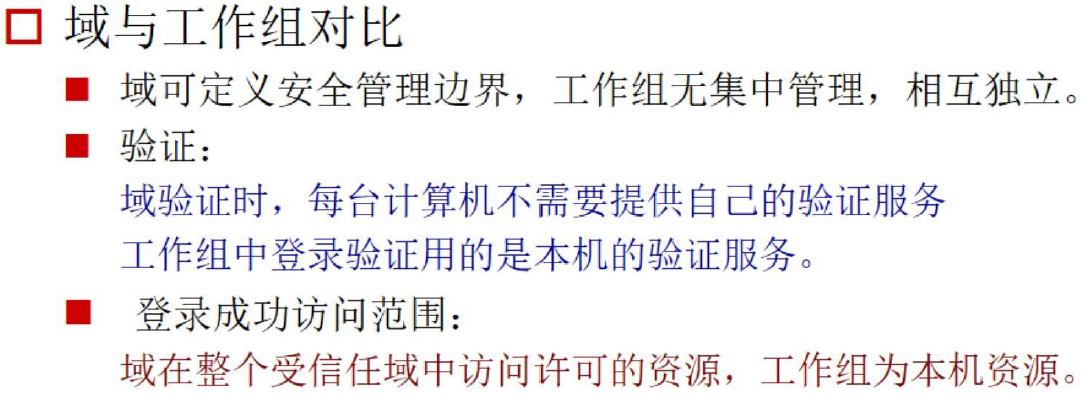 域与工作组对比
域可定义安全管理边界，工作组无集中管理，相互独立。
验证：
域验证时，每台计算机不需要提供自己的验证服务
工作组中登录验证用的是本机的验证服务。
登录成功访问范围：
域在整个受信任域中访问许可的资源，工作组为本机资源。